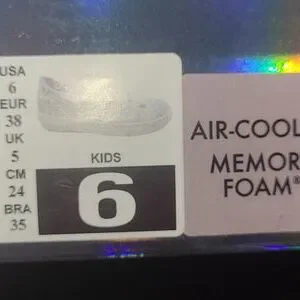 USA
6
EUR
38
UK
5
CM
24
BRA
35
KIDS
6
AIR-COOL
MEMOR
FOAM®